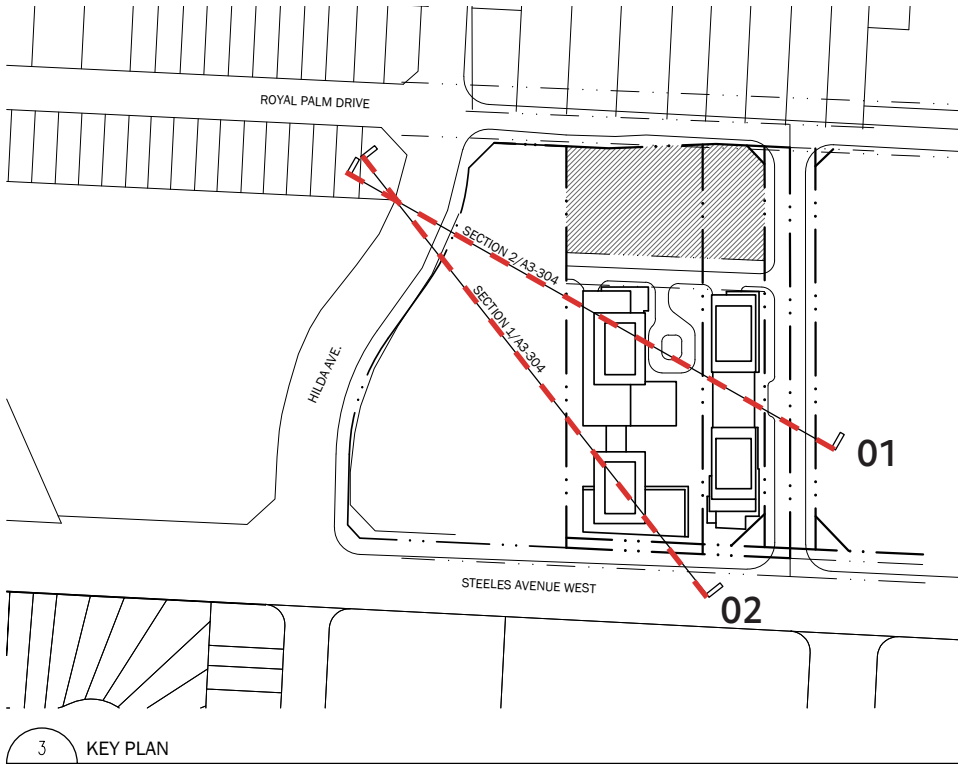 ROYAL PALM DRIVE
SECTION 2/A3-304
SECTION 1/A3-304
HILDA AVE.
01
STEELES AVENUE WEST
02
3 KEY PLAN